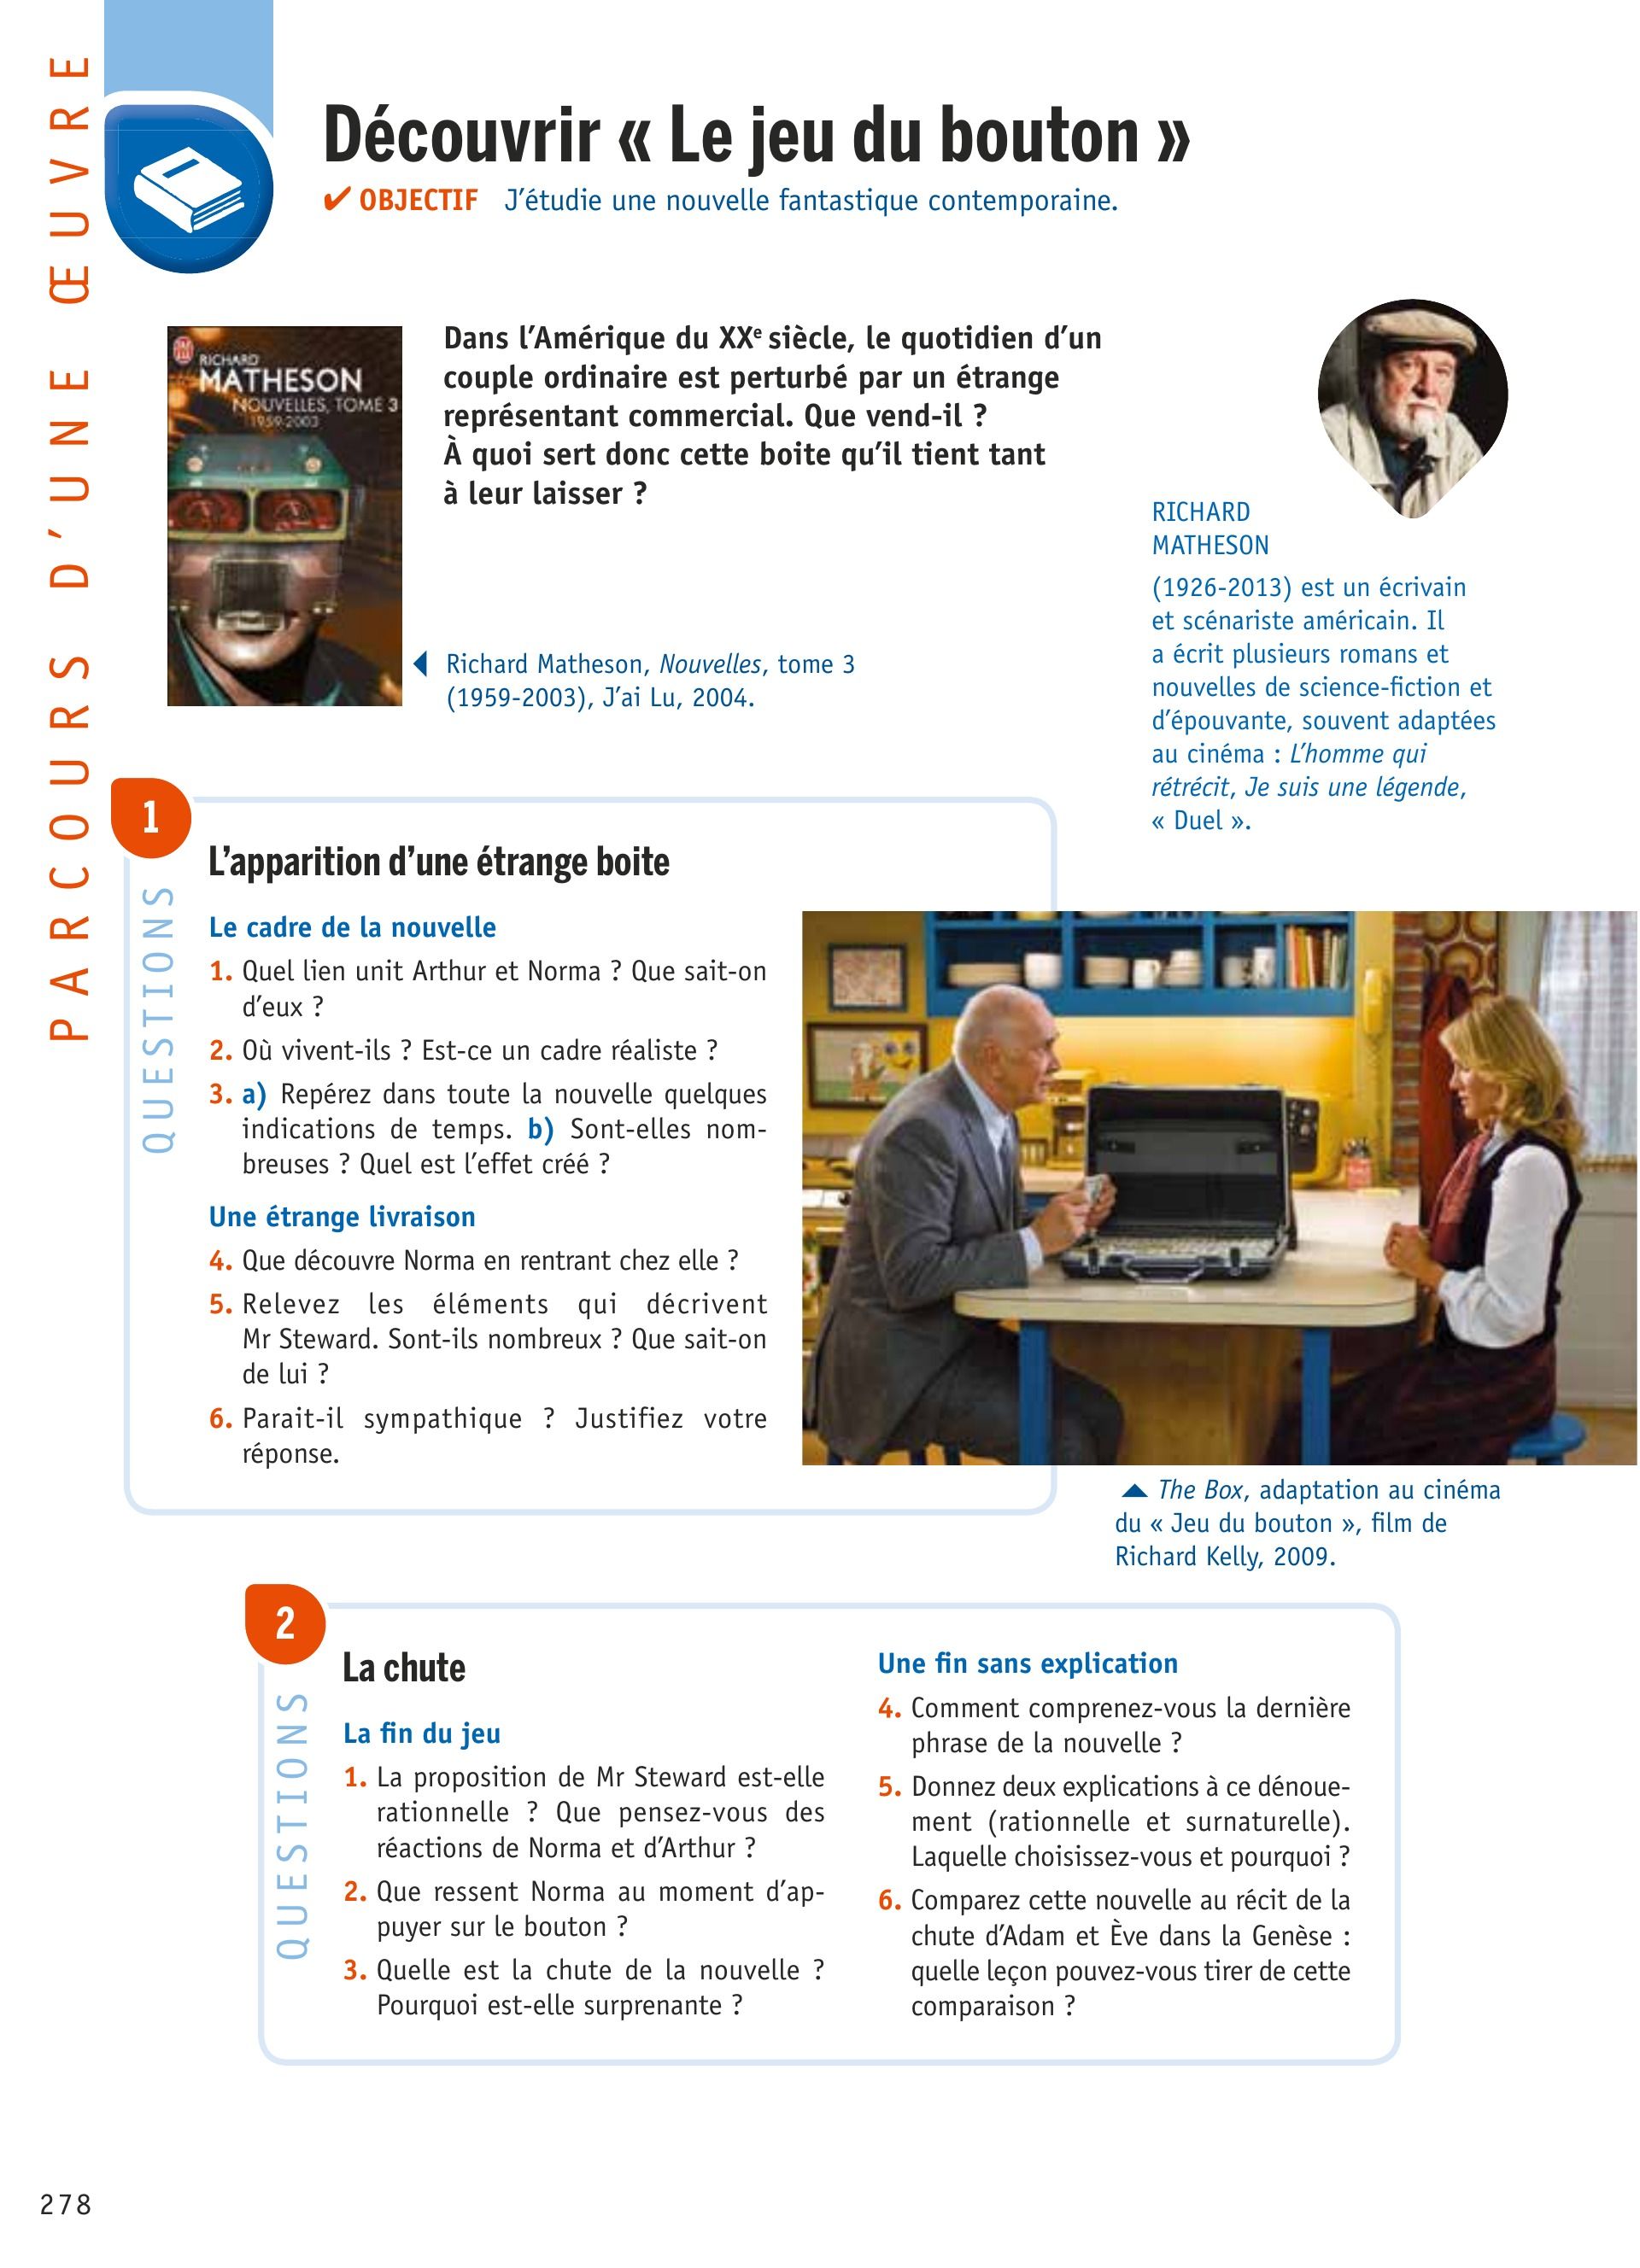 PARCOURS D'UNE ŒUVRE
Découvrir « Le jeu du bouton »
✔ OBJECTIF J'étudie une nouvelle fantastique contemporaine.
RICHARD
MATHESON
NOUVELLES, TOME 3
1959-2003
Dans l'Amérique du XXe siècle, le quotidien d'un
couple ordinaire est perturbé par un étrange
représentant commercial. Que vend-il ?
À quoi sert donc cette boite qu'il tient tant
à leur laisser ?
Richard Matheson, Nouvelles, tome 3
(1959-2003), J'ai Lu, 2004.
RICHARD
MATHESON
(1926-2013) est un écrivain
et scénariste américain. Il
a écrit plusieurs romans et
nouvelles de science-fiction et
d'épouvante, souvent adaptées
au cinéma : L'homme qui
rétrécit, Je suis une légende,
« Duel ».
1
QUESTIONS
L'apparition d'une étrange boite
Le cadre de la nouvelle
1. Quel lien unit Arthur et Norma ? Que sait-on
d'eux ?
2. Où vivent-ils ? Est-ce un cadre réaliste ?
3. a) Repérez dans toute la nouvelle quelques
indications de temps. b) Sont-elles nom-
breuses ? Quel est l'effet créé ?
Une étrange livraison
4. Que découvre Norma en rentrant chez elle ?
5. Relevez les éléments qui décrivent
Mr Steward. Sont-ils nombreux ? Que sait-on
de lui ?
6. Parait-il sympathique ? Justifiez votre
réponse.
The Box, adaptation au cinéma
du « Jeu du bouton », film de
Richard Kelly, 2009.
2
QUESTIONS
La chute
La fin du jeu
1. La proposition de Mr Steward est-elle
rationnelle ? Que pensez-vous des
réactions de Norma et d'Arthur ?
2. Que ressent Norma au moment d'ap-
puyer sur le bouton ?
3. Quelle est la chute de la nouvelle ?
Pourquoi est-elle surprenante ?
Une fin sans explication
4. Comment comprenez-vous la dernière
phrase de la nouvelle ?
5. Donnez deux explications à ce dénoue-
ment (rationnelle et surnaturelle).
Laquelle choisissez-vous et pourquoi ?
6. Comparez cette nouvelle au récit de la
chute d'Adam et Ève dans la Genèse :
quelle leçon pouvez-vous tirer de cette
comparaison ?
278